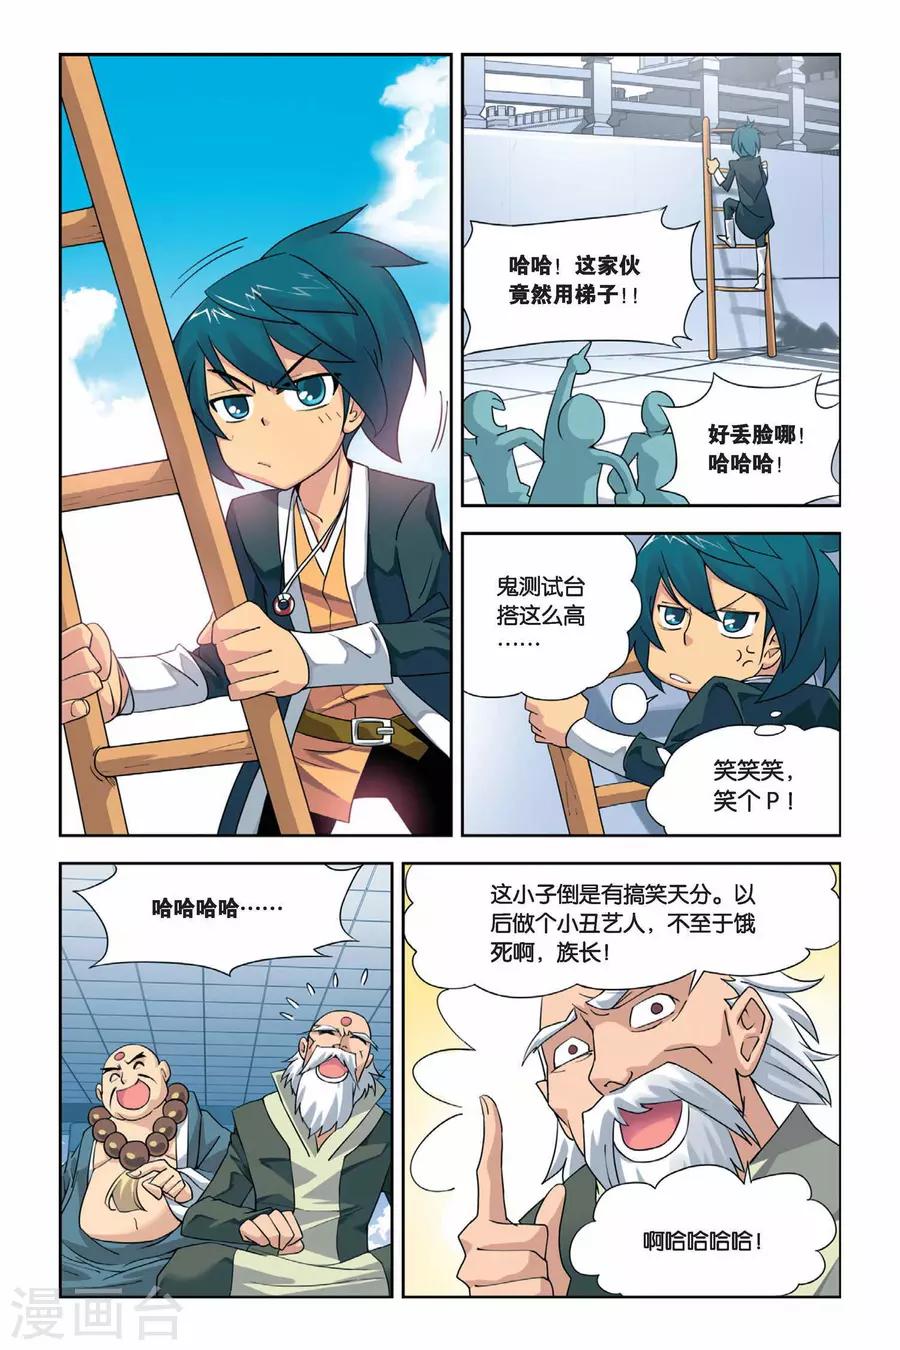 哈哈！这家伙
竟然用梯子！！
好丢脸哪！
哈哈哈！
鬼测试台
搭这么高
……
笑笑笑，
笑个P！
哈哈哈哈……
这小子倒是有搞笑天分。以
后做个小丑艺人，不至于饿
死啊，族长！
啊哈哈哈哈！
漫画台